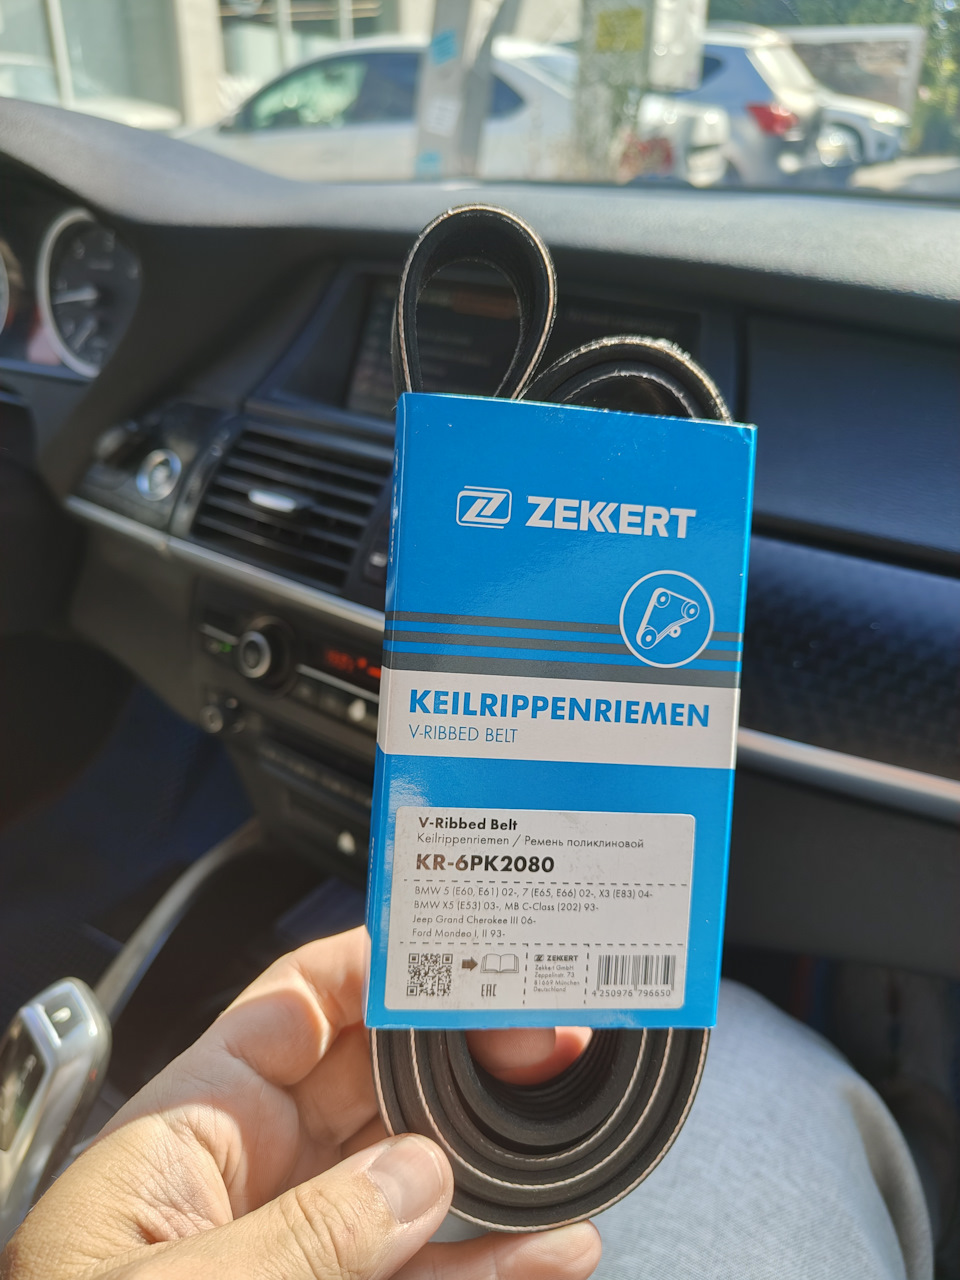 ZEKKERT
KEILRIPPENRIEMEN
V-RIBBED BELT
V-Ribbed Belt
Keilrippenriemen / Ремень поликлиновой
KR-6PK2080
BMW 5 (E60, E61) 02-, 7 (E65, E66) 02-, X3 (E83) 04-
BMW X5 (E53) 03-, MB C-Class (202) 93-
Jeep Grand Cherokee III 06-
Ford Mondeo I, II 93-
EAC
ZEKKERT
Zekkert GmbH
Zeppelinstr. 73
81669 München
Deutschland
4 250976 796650